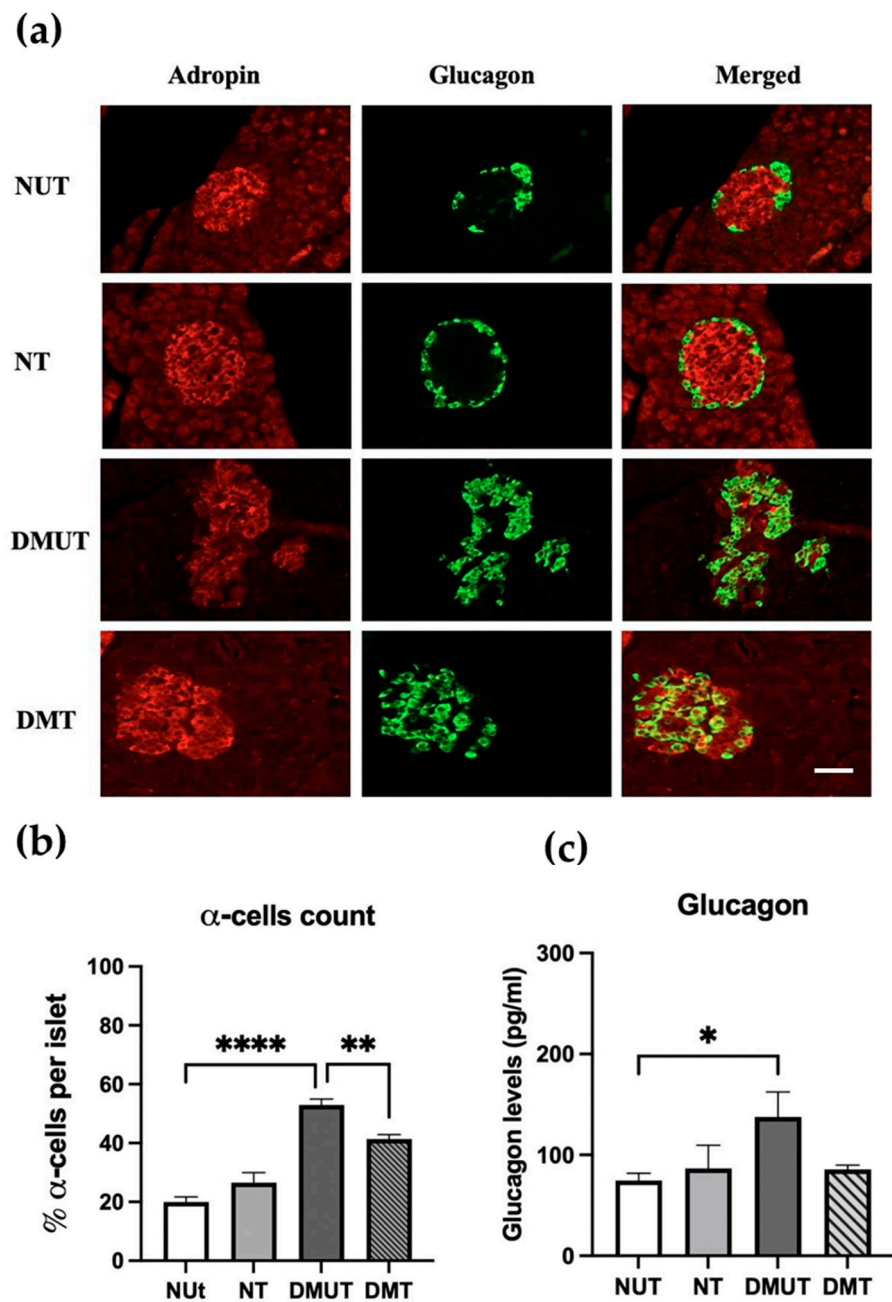 (a)
Adropin Glucagon Merged
NUT
NT
DMUT
DMT
(b)
α-cells count
% α-cells per islet
100
80
60
40
20
0
**** **
NUt NT DMUT DMT
(c)
Glucagon
Glucagon levels (pg/ml)
300
200
100
0
*
NUT NT DMUT DMT